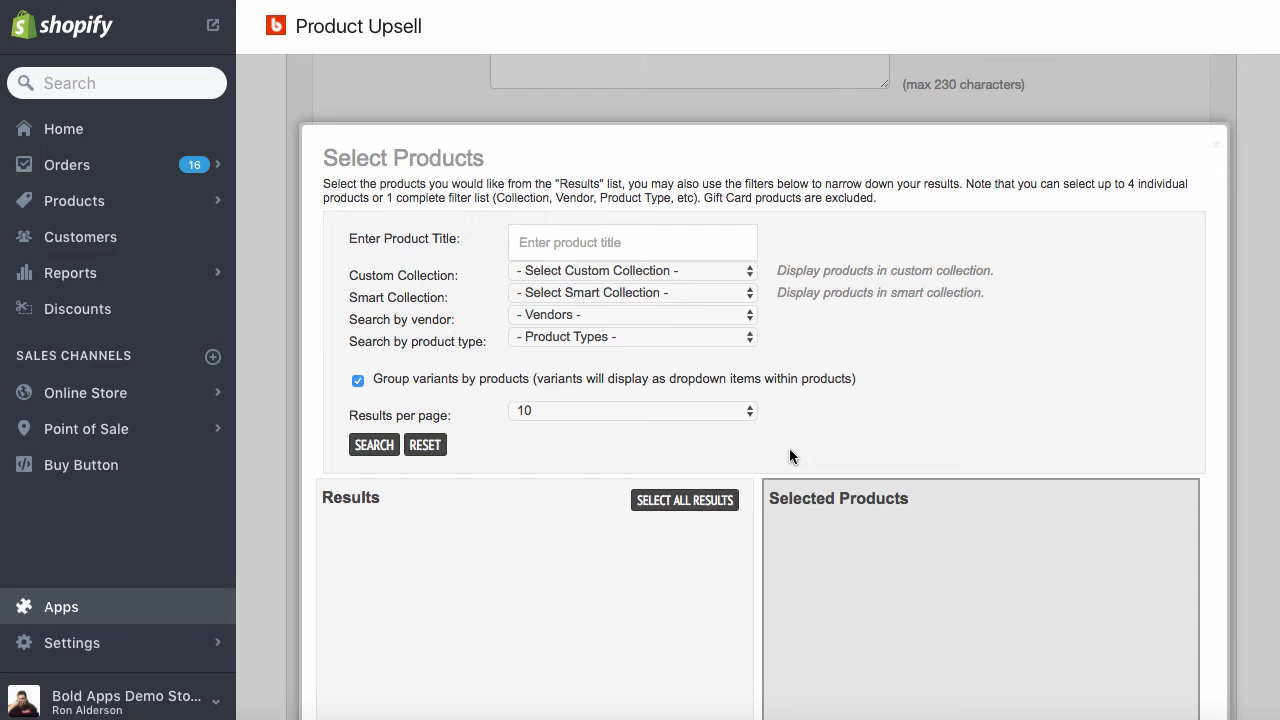 shopify
Product Upsell
Search
(max 230 characters)
Home
Orders 16
Products
Customers
Reports
Discounts
SALES CHANNELS
Online Store
Point of Sale
Buy Button
Apps
Settings
Bold Apps Demo Sto...
Ron Alderson
Select Products
Select the products you would like from the "Results" list, you may also use the filters below to narrow down your results. Note that you can select up to 4 individual
products or 1 complete filter list (Collection, Vendor, Product Type, etc). Gift Card products are excluded.
Enter Product Title: Enter product title
Custom Collection: - Select Custom Collection - Display products in custom collection.
Smart Collection: - Select Smart Collection - Display products in smart collection.
Search by vendor: - Vendors -
Search by product type: - Product Types -
Group variants by products (variants will display as dropdown items within products)
Results per page: 10
SEARCH RESET
Results SELECT ALL RESULTS
Selected Products